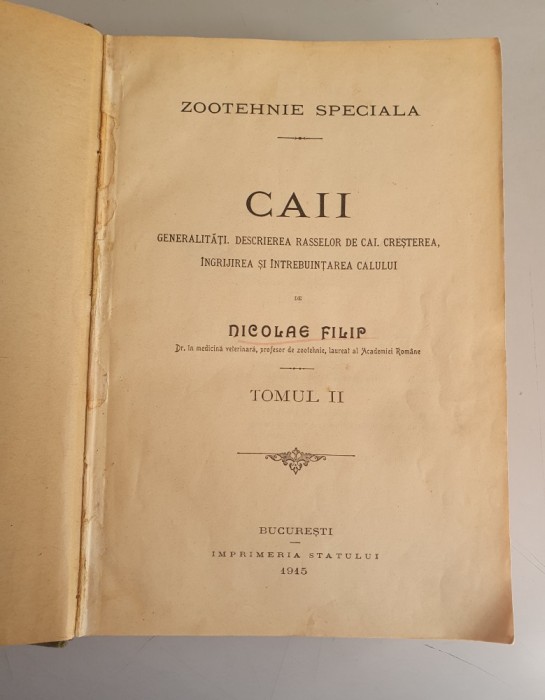 ZOOTEHNIE SPECIALA
CAII
GENERALITĂȚI. DESCRIEREA RASSELOR DE CAI. CREȘTEREA,
INGRIJIREA ȘI ÎNTREBUINȚAREA CALULUI
DE
NICOLAE FILIP
Dr. în medicină veterinară, profesor de zootehnie, laureat al Academiei Române
TOMUL II
BUCUREȘTI
IMPRIMERIA STATULUI
1915